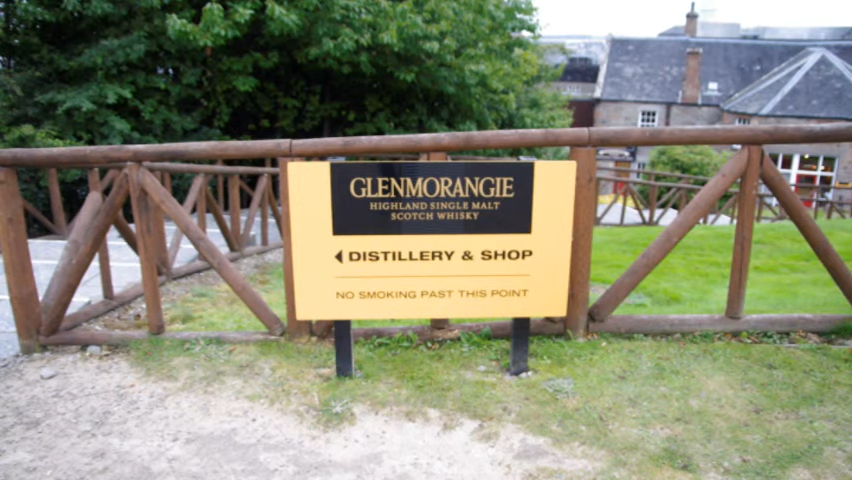 GLENMORANGIE
HIGHLAND SINGLE MALT
SCOTCH WHISKY
DISTILLERY & SHOP
NO SMOKING PAST THIS POINT